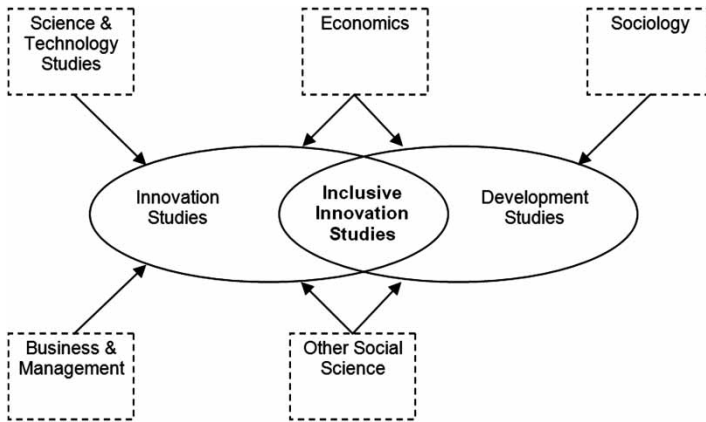 Science &
Technology
Studies
Economics
Sociology
Innovation
Studies
Inclusive
Innovation
Studies
Development
Studies
Business &
Management
Other Social
Science